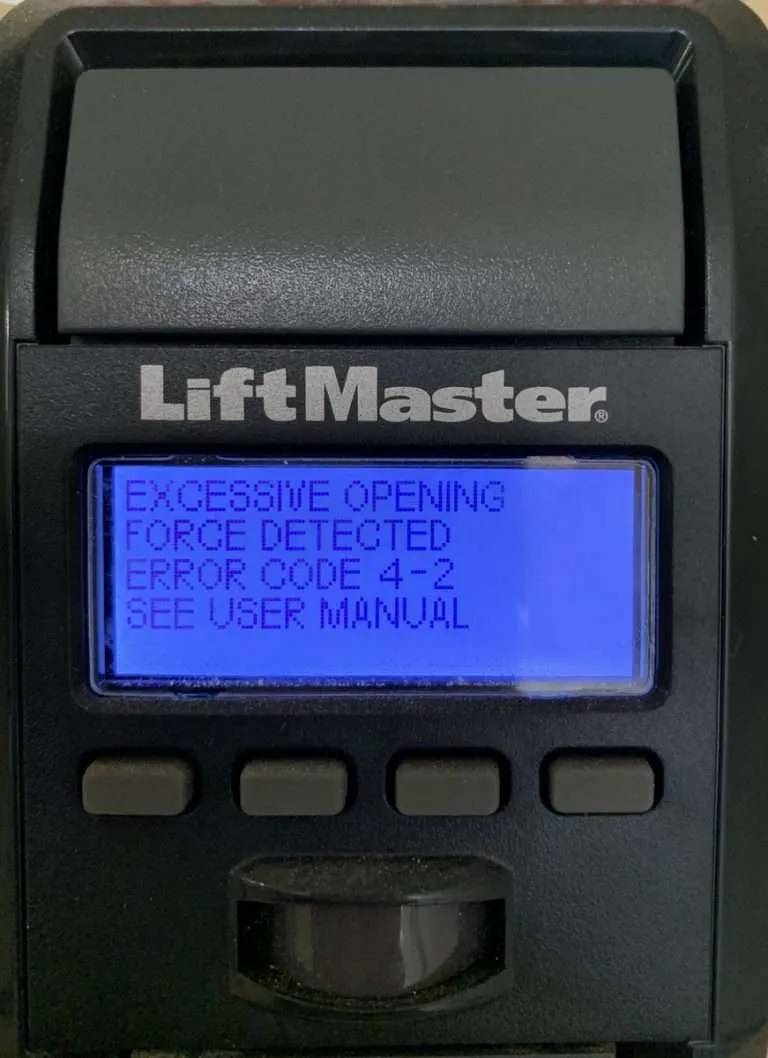 LiftMaster®
EXCESSIVE OPENING
FORCE DETECTED
ERROR CODE 4-2
SEE USER MANUAL